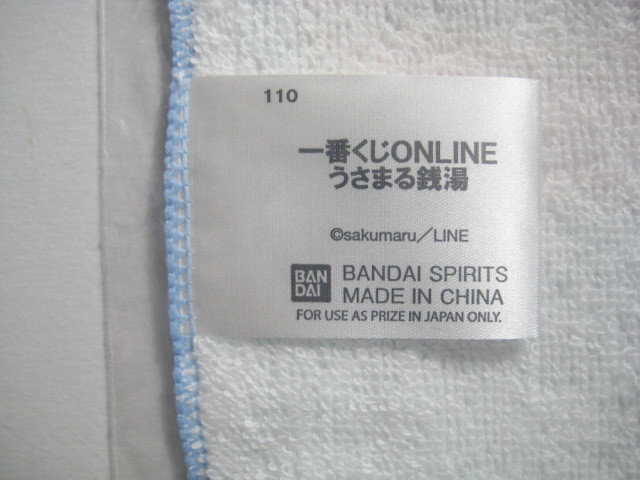 110
一番くじONLINE
うさまる銭湯
©sakumaru／LINE
BAN
DAI
BANDAI SPIRITS
MADE IN CHINA
FOR USE AS PRIZE IN JAPAN ONLY.